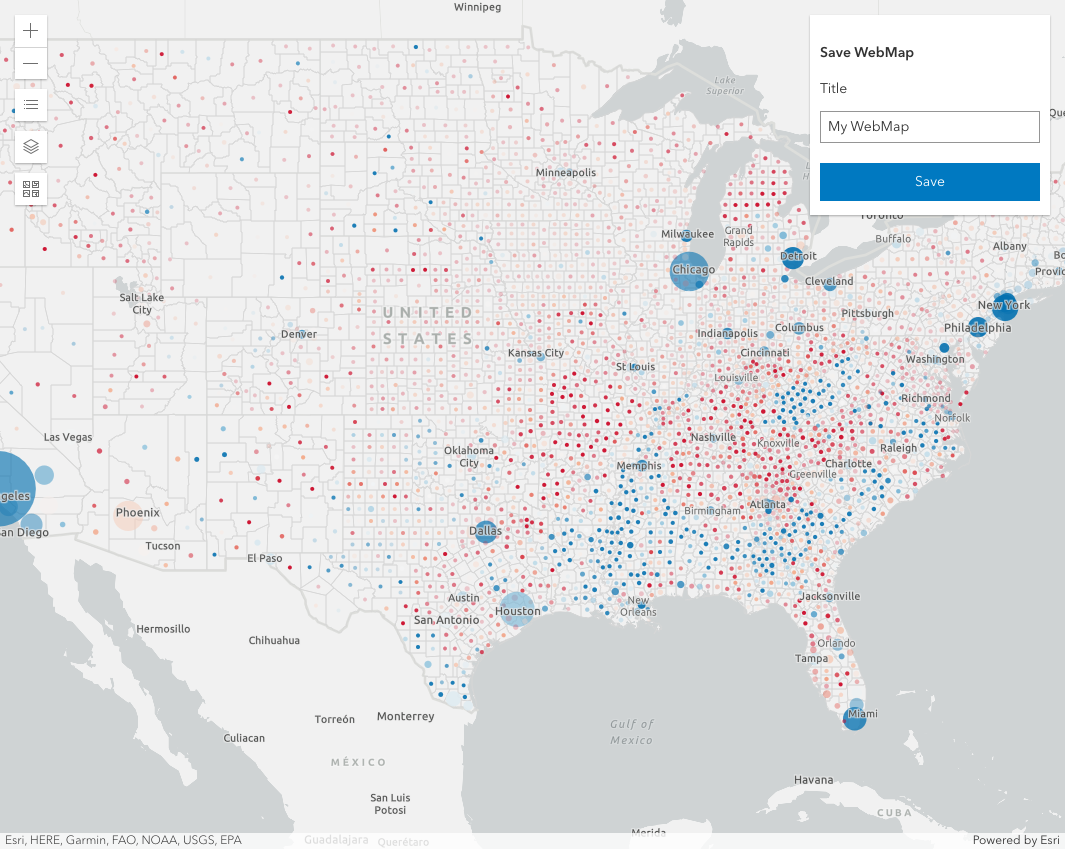 Winnipeg
Save WebMap
Title
My WebMap
Save
Lake
Superior
Minneapolis
Toronto
Milwaukee
Grand
Rapids
Buffalo
Albany
Detroit
Chicago
Cleveland
Salt Lake
City
New York
UNITED
STATES
Pittsburgh
Philadelphia
Denver
Indianapolis
Columbus
Kansas City
Cincinnati
Washington
St Louis
Louisville
Richmond
Norfolk
Las Vegas
Nashville
Knoxville
Raleigh
Oklahoma
City
Memphis
Charlotte
Greenville
geles
Phoenix
Birmingham
Atlanta
San Diego
Dallas
Tucson
El Paso
Austin
New
Orleans
Jacksonville
Houston
San Antonio
Hermosillo
Chihuahua
Orlando
Tampa
Torreón
Monterrey
Miami
Gulf of
Mexico
Culiacan
MÉXICO
Havana
San Luis
Potosí
CUBA
Merida
Guadalajara
Querétaro
Esri, HERE, Garmin, FAO, NOAA, USGS, EPA
Powered by Esri